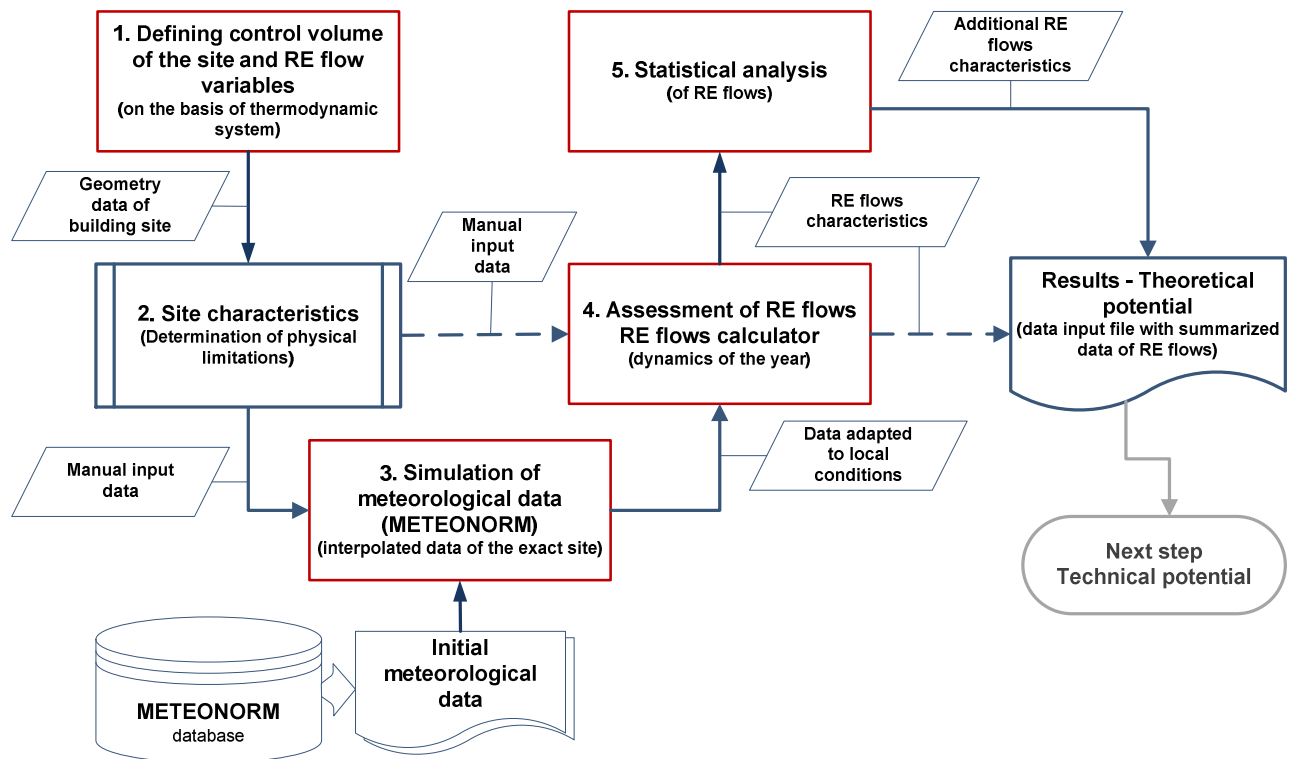 1. Defining control volume
of the site and RE flow
variables
(on the basis of thermodynamic
system)
5. Statistical analysis
(of RE flows)
Additional RE
flows
characteristics
Geometry
data of
building site
Manual
input
data
RE flows
characteristics
2. Site characteristics
(Determination of physical
limitations)
4. Assessment of RE flows
RE flows calculator
(dynamics of the year)
Results - Theoretical
potential
(data input file with summarized
data of RE flows)
Manual input
data
3. Simulation of
meteorological data
(METEONORM)
(interpolated data of the exact site)
Data adapted
to local
conditions
Next step
Technical potential
METEONORM
database
Initial
meteorological
data